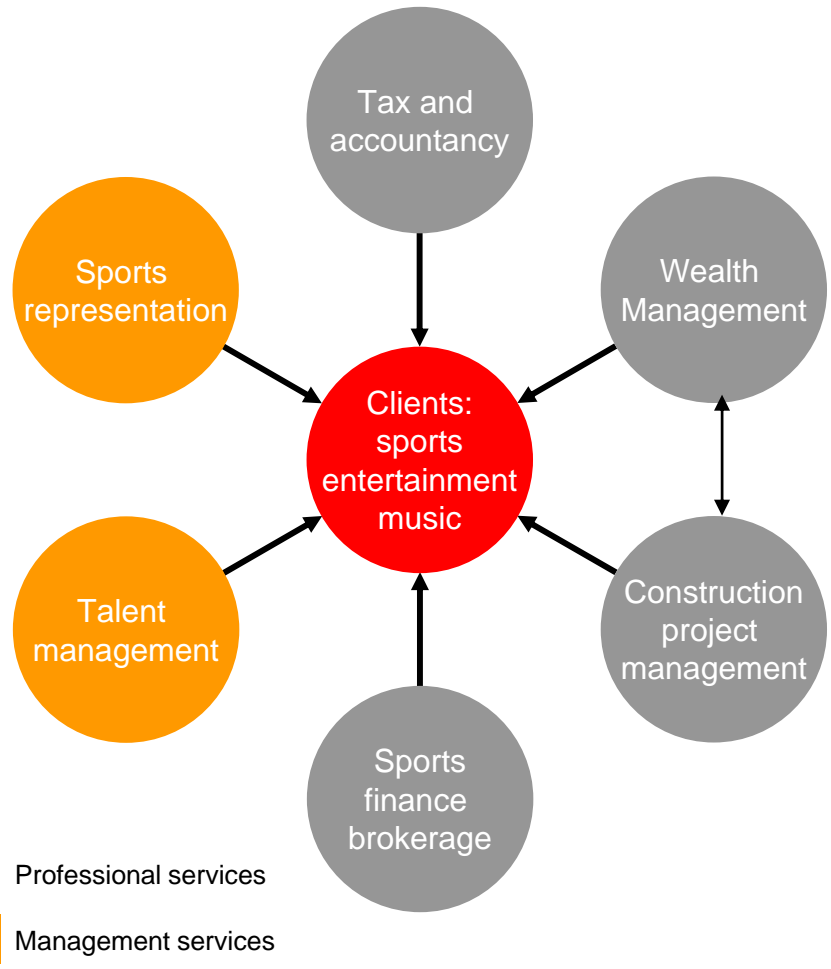 Tax and
accountancy
Sports
representation
Wealth
Management
Clients:
sports
entertainment
music
Talent
management
Construction
project
management
Sports
finance
brokerage
Professional services
Management services